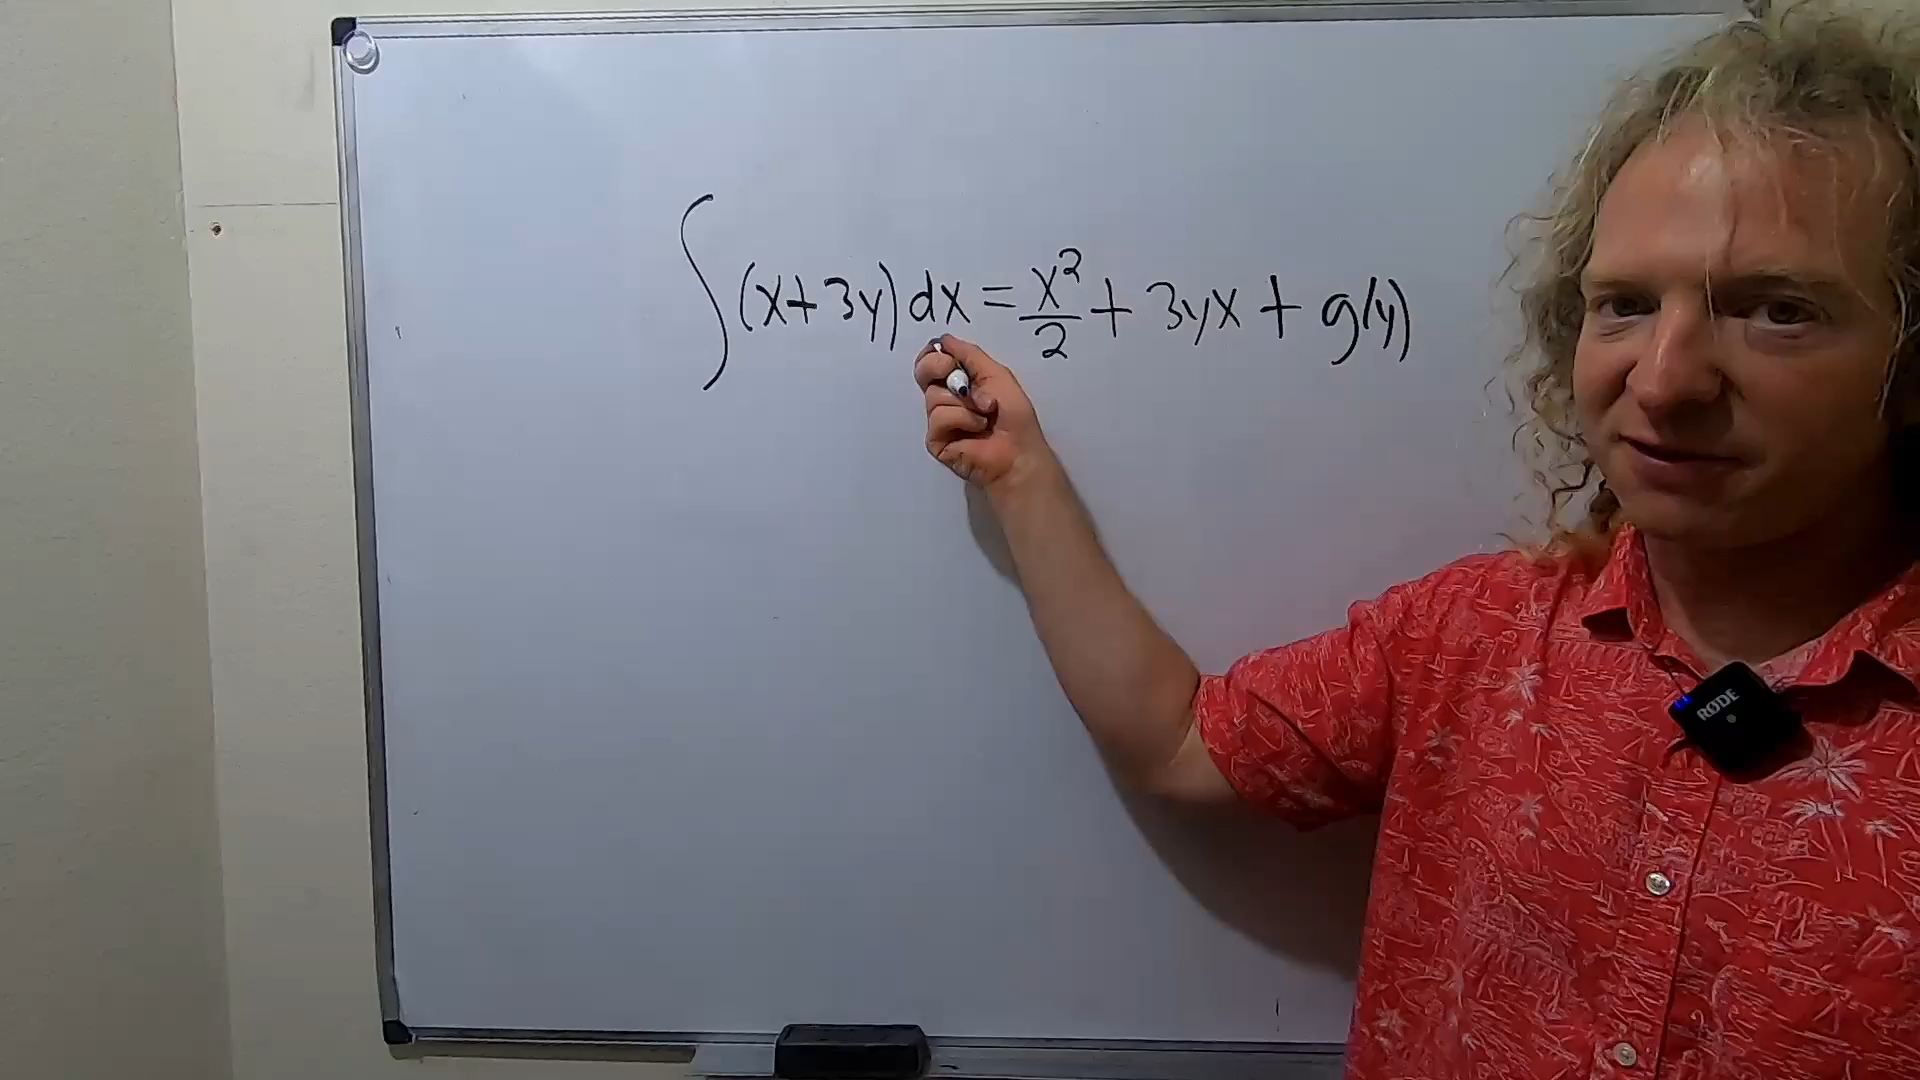 ∫(x+3y)dx = x²/2 + 3yx + g(y)
RØDE